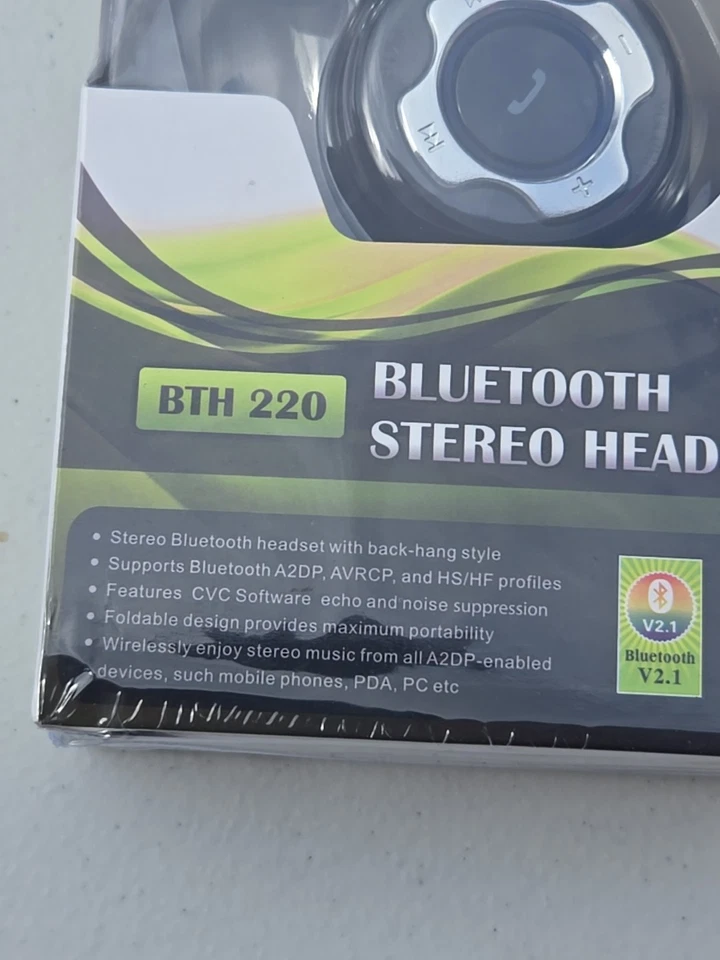 BTH 220
BLUETOOTH
STEREO HEAD
• Stereo Bluetooth headset with back-hang style
• Supports Bluetooth A2DP, AVRCP, and HS/HF profiles
• Features CVC Software echo and noise suppression
• Foldable design provides maximum portability
• Wirelessly enjoy stereo music from all A2DP-enabled
devices, such mobile phones, PDA, PC etc
V2.1
Bluetooth
V2.1